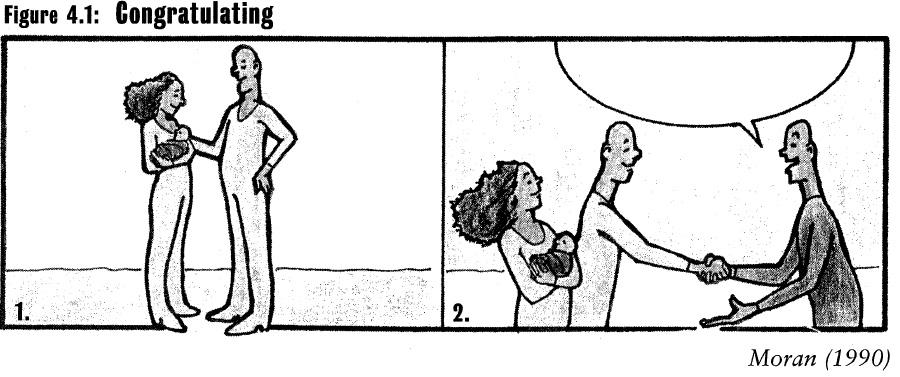 Figure 4.1: Congratulating
1.
2.
Moran (1990)